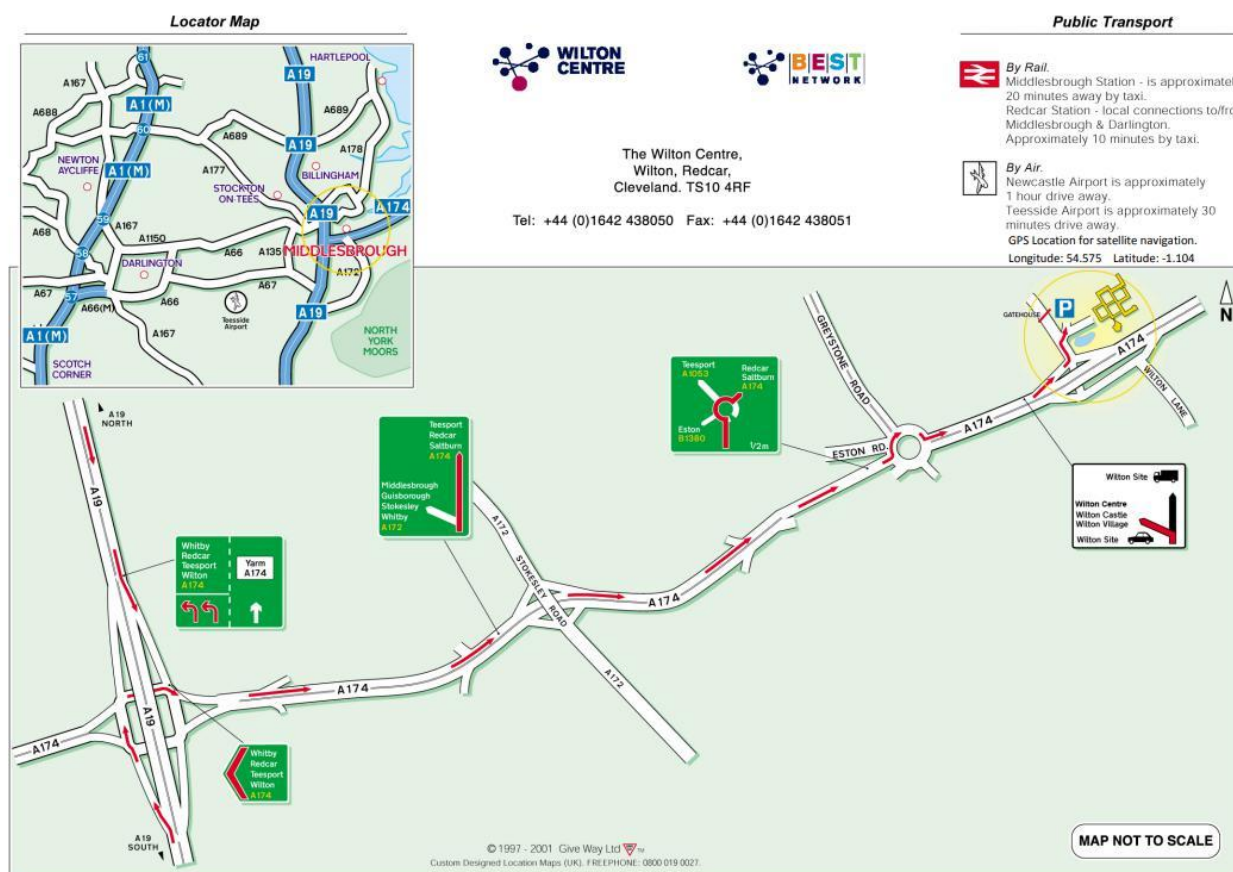 Locator Map
61
HARTLEPOOL
A167
A19
A1(M)
A688
A689
A689
60
A19
A178
NEWTON
AYCLIFFE
A1(M)
A177
BILLINGHAM
STOCKTON
ON-TEES
A19
A174
59
A167
A68
A1150
A66
A135
MIDDLESBROUGH
58
DARLINGTON
A172
A67
57
A66
A67
A66(M)
A19
Teesside
Airport
A1(M)
A167
NORTH
YORK
MOORS
SCOTCH
CORNER
WILTON
CENTRE
BEST
NETWORK
The Wilton Centre,
Wilton, Redcar,
Cleveland. TS10 4RF
Tel: +44 (0)1642 438050 Fax: +44 (0)1642 438051
Public Transport
By Rail.
Middlesbrough Station - is approximatel
20 minutes away by taxi.
Redcar Station - local connections to/fro
Middlesbrough & Darlington.
Approximately 10 minutes by taxi.
By Air.
Newcastle Airport is approximately
1 hour drive away.
Teesside Airport is approximately 30
minutes drive away.
GPS Location for satellite navigation.
Longitude: 54.575 Latitude: -1.104
N
GATEHOUSE
P
A174
WILTON LANE
GREYSTONE ROAD
Teesport
A1053
Redcar
Saltburn
A174
Eston
B1380
1/2m
ESTON RD.
A174
Wilton Site
Wilton Centre
Wilton Castle
Wilton Village
Wilton Site
A19
NORTH
A19
Teesport
Redcar
Saltburn
A174
Middlesbrough
Guisborough
Stokesley
Whitby
A172
A172
STOKESLEY ROAD
A172
Whitby
Redcar
Teesport
Wilton
A174
Yarm
A174
A174
A174
A19
A174
Whitby
Redcar
Teesport
Wilton
A174
A19
SOUTH
© 1997 - 2001 Give Way Ltd TM
Custom Designed Location Maps (UK). FREEPHONE: 0800 019 0027.
MAP NOT TO SCALE